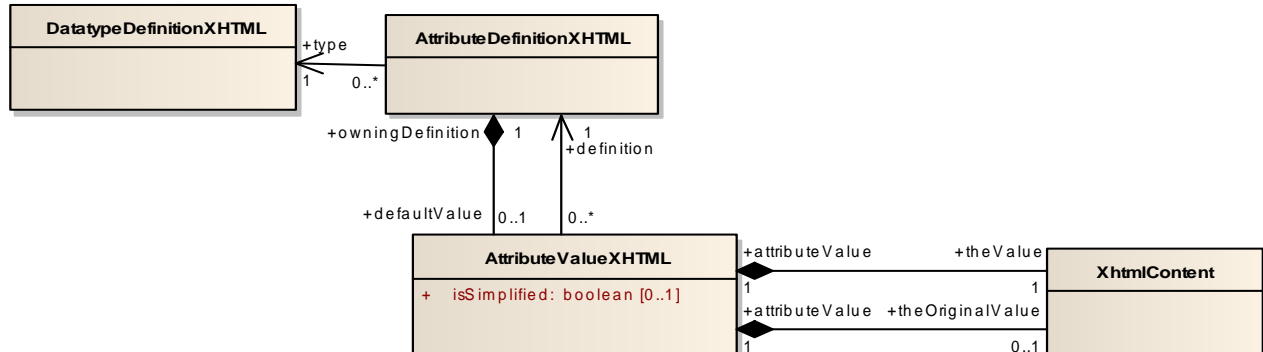 DatatypeDefinitionXHTML
AttributeDefinitionXHTML
+type
1
0..*
+owningDefinition
1
1
+definition
+defaultValue
0..1
0..*
AttributeValueXHTML
+ isSimplified: boolean [0..1]
+attributeValue
+theValue
1
1
+attributeValue
+theOriginalValue
1
0..1
XhtmlContent